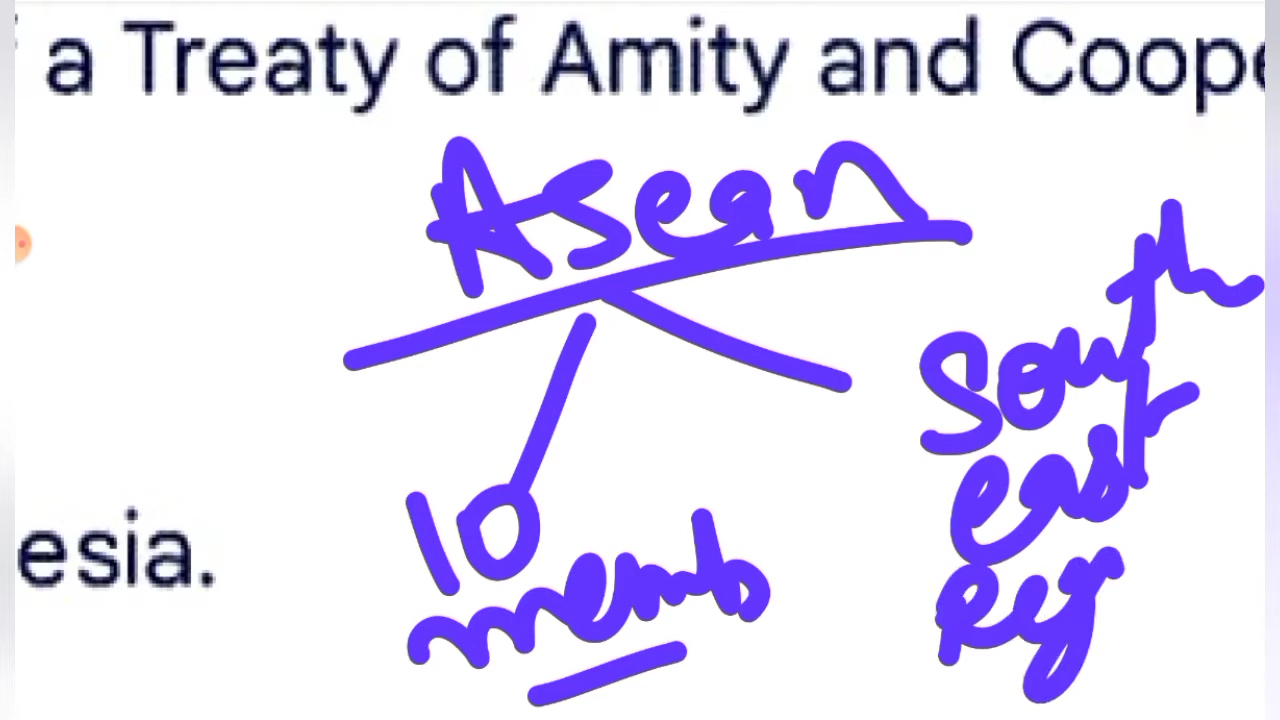 a Treaty of Amity and Coope
Asean
South
east
reg
10
memb
esia.